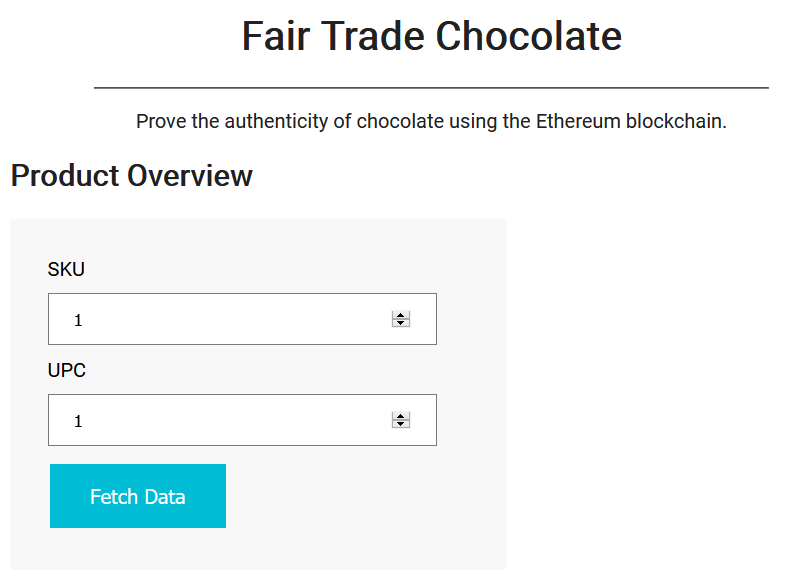 Fair Trade Chocolate
Prove the authenticity of chocolate using the Ethereum blockchain.
Product Overview
SKU
1
UPC
1
Fetch Data